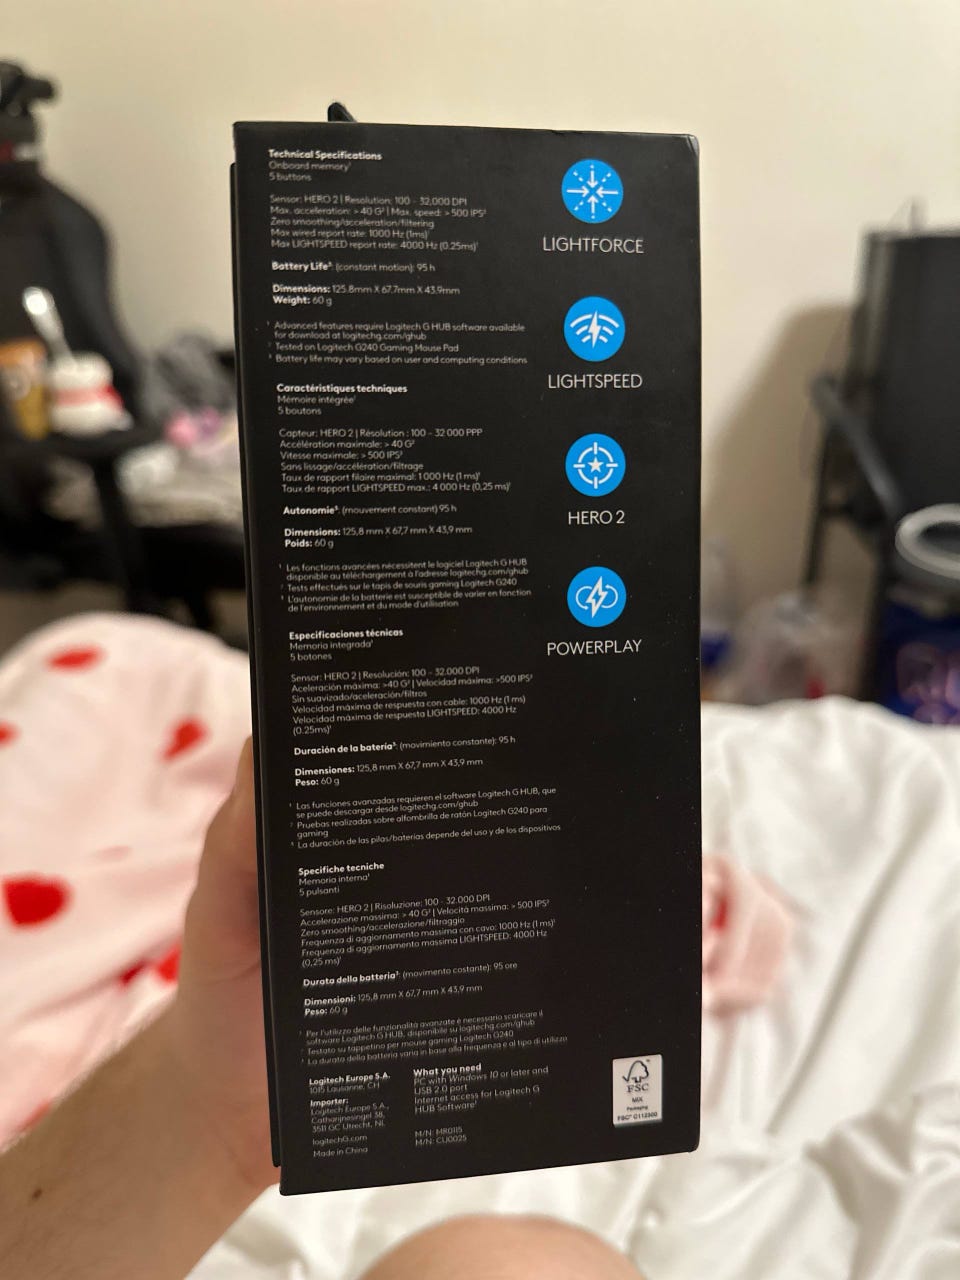 Technical Specifications
Onboard memory¹
5 buttons
Sensor: HERO 2 | Resolution: 100 - 32,000 DPI
Max. acceleration: > 40 G² | Max. speed: > 500 IPS²
Zero smoothing/acceleration/filtering
Max wired report rate: 1000 Hz (1ms)¹
Max LIGHTSPEED report rate: 4000 Hz (0.25ms)¹
Battery Life³: (constant motion): 95 h
Dimensions: 125.8mm X 67.7mm X 43.9mm
Weight: 60 g
¹ Advanced features require Logitech G HUB software available
for download at logitechg.com/ghub
² Tested on Logitech G240 Gaming Mouse Pad
³ Battery life may vary based on user and computing conditions
Caractéristiques techniques
Mémoire intégrée¹
5 boutons
Capteur: HERO 2 | Résolution : 100 - 32 000 PPP
Accélération maximale: > 40 G²
Vitesse maximale: > 500 IPS²
Sans lissage/accélération/filtrage
Taux de rapport filaire maximal: 1 000 Hz (1 ms)¹
Taux de rapport LIGHTSPEED max.: 4 000 Hz (0,25 ms)¹
Autonomie³: (mouvement constant) 95 h
Dimensions: 125,8 mm X 67,7 mm X 43,9 mm
Poids: 60 g
¹ Les fonctions avancées nécessitent le logiciel Logitech G HUB
disponible au téléchargement à l'adresse logitechg.com/ghub
² Tests effectués sur le tapis de souris gaming Logitech G240
³ L'autonomie de la batterie est susceptible de varier en fonction
de l'environnement et du mode d'utilisation
Especificaciones técnicas
Memoria integrada¹
5 botones
Sensor: HERO 2 | Resolución: 100 - 32.000 DPI
Aceleración máxima: >40 G² | Velocidad máxima: >500 IPS²
Sin suavizado/aceleración/filtros
Velocidad máxima de respuesta con cable: 1000 Hz (1 ms)
Velocidad máxima de respuesta LIGHTSPEED: 4000 Hz
(0.25ms)¹
Duración de la batería³: (movimiento constante): 95 h
Dimensiones: 125,8 mm X 67,7 mm X 43,9 mm
Peso: 60 g
¹ Las funciones avanzadas requieren el software Logitech G HUB, que
se puede descargar desde logitechg.com/ghub
² Pruebas realizadas sobre alfombrilla de ratón Logitech G240 para
gaming
³ La duración de las pilas/baterías depende del uso y de los dispositivos
Specifiche tecniche
Memoria interna¹
5 pulsanti
Sensore: HERO 2 | Risoluzione: 100 - 32.000 DPI
Accelerazione massima: > 40 G² | Velocità massima: > 500 IPS²
Zero smoothing/accelerazione/filtraggio
Frequenza di aggiornamento massima con cavo: 1000 Hz (1 ms)¹
Frequenza di aggiornamento massima LIGHTSPEED: 4000 Hz
(0,25 ms)¹
Durata della batteria³: (movimento costante): 95 ore
Dimensioni: 125,8 mm X 67,7 mm X 43,9 mm
Peso: 60 g
¹ Per l'utilizzo delle funzionalità avanzate è necessario scaricare il
software Logitech G HUB, disponibile su logitechg.com/ghub
² Testato su tappetino per mouse gaming Logitech G240
³ La durata della batteria varia in base alla frequenza e al tipo di utilizzo
Logitech Europe S.A.
1015 Lausanne, CH
Importer:
Logitech Europe S.A.,
Catharijnesingel 38,
3511 GC Utrecht, NL
logitechG.com
Made in China
What you need
PC with Windows 10 or later and
USB 2.0 port
Internet access for Logitech G
HUB Software¹
M/N: MR0115
M/N: CU0025
LIGHTFORCE
LIGHTSPEED
HERO 2
POWERPLAY
FSC
MIX
Packaging
FSC® C112300